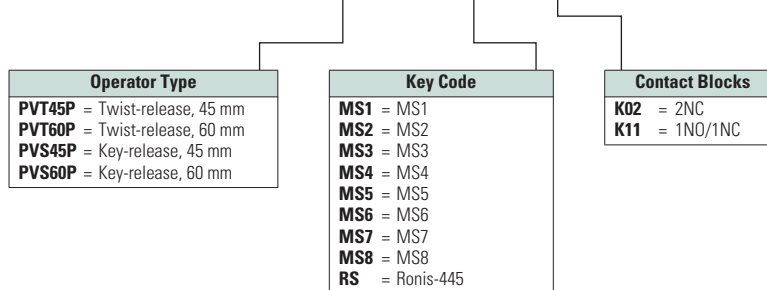 Operator Type
PVT45P = Twist-release, 45 mm
PVT60P = Twist-release, 60 mm
PVS45P = Key-release, 45 mm
PVS60P = Key-release, 60 mm
Key Code
MS1 = MS1
MS2 = MS2
MS3 = MS3
MS4 = MS4
MS5 = MS5
MS6 = MS6
MS7 = MS7
MS8 = MS8
RS = Ronis-445
Contact Blocks
K02 = 2NC
K11 = 1NO/1NC